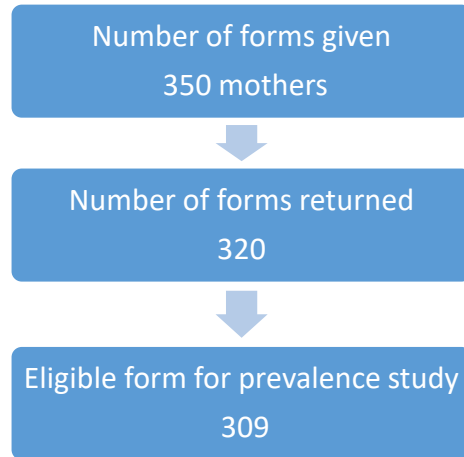 Number of forms given
350 mothers
Number of forms returned
320
Eligible form for prevalence study
309